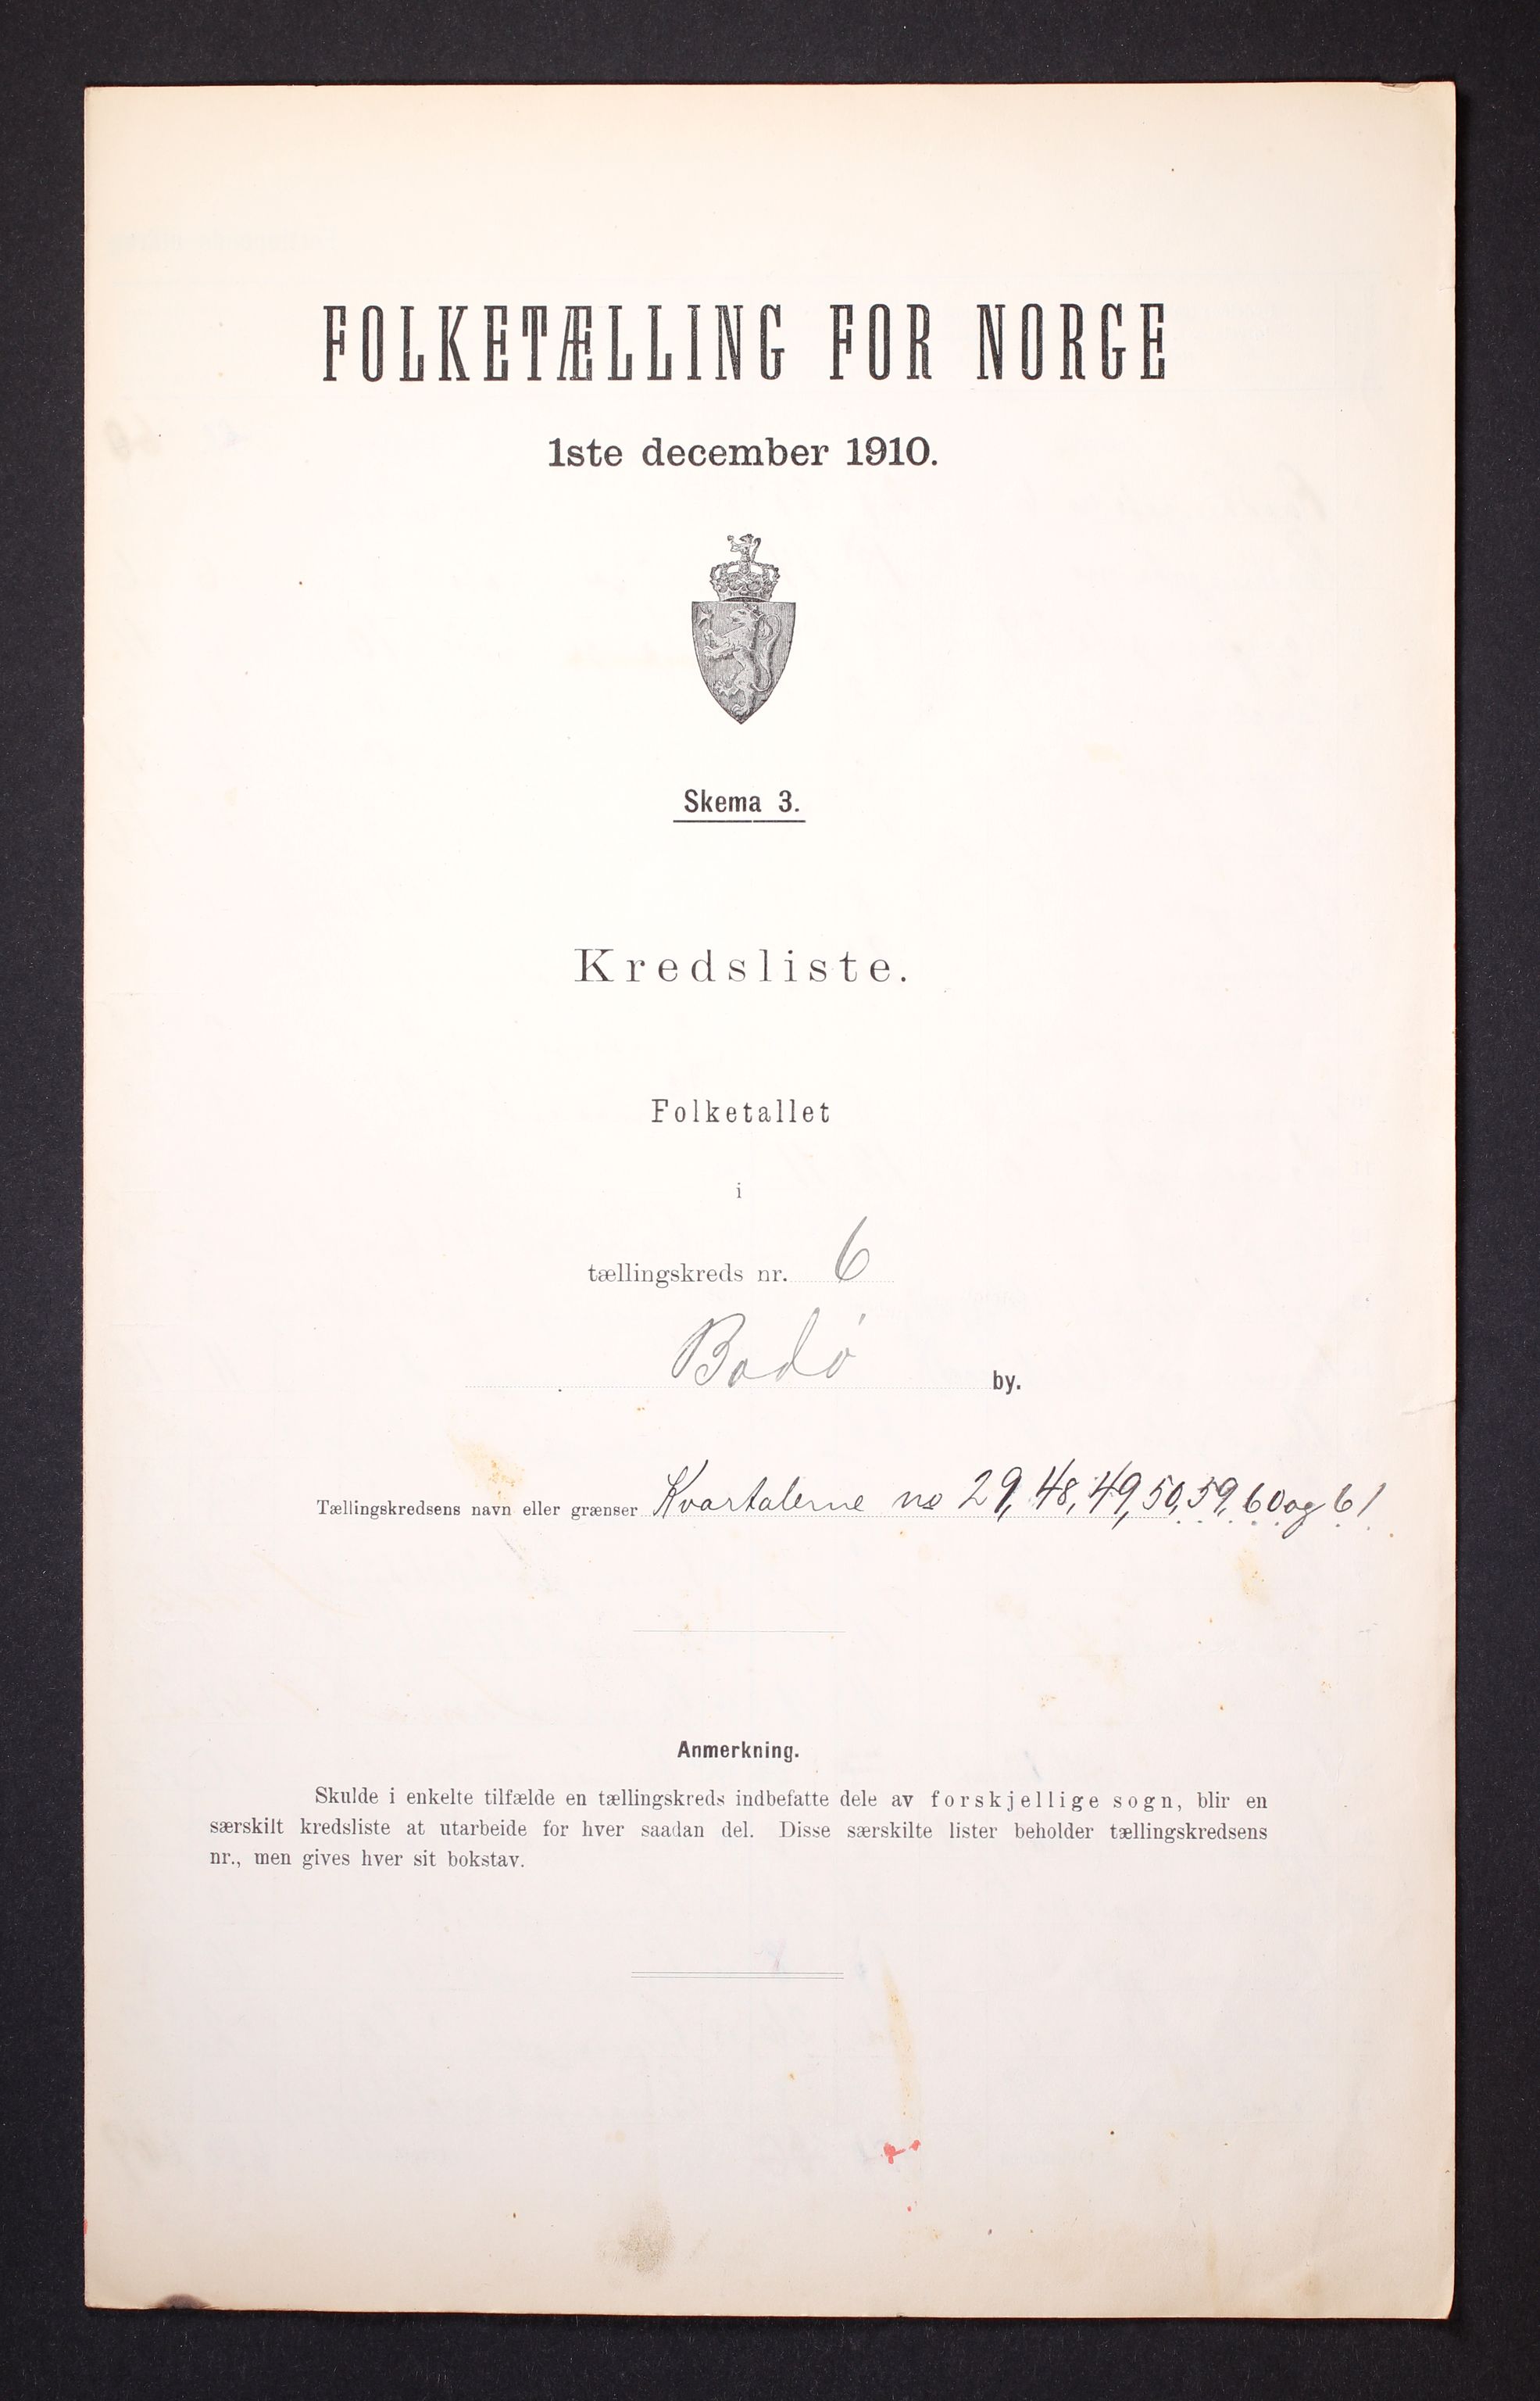 FOLKETÆLLING FOR NORGE
1ste december 1910.
Skema 3.
Kredsliste.
Folketallet
i
tællingskreds nr. 6
Bodø by.
Tællingskredsens navn eller grænser Kvartalerne no 29, 48, 49, 50, 59, 60 og 61
Anmerkning.
Skulde i enkelte tilfælde en tællingskreds indbefatte dele av forskjellige sogn, blir en
særskilt kredsliste at utarbeide for hver saadan del. Disse særskilte lister beholder tællingskredsens
nr., men gives hver sit bokstav.